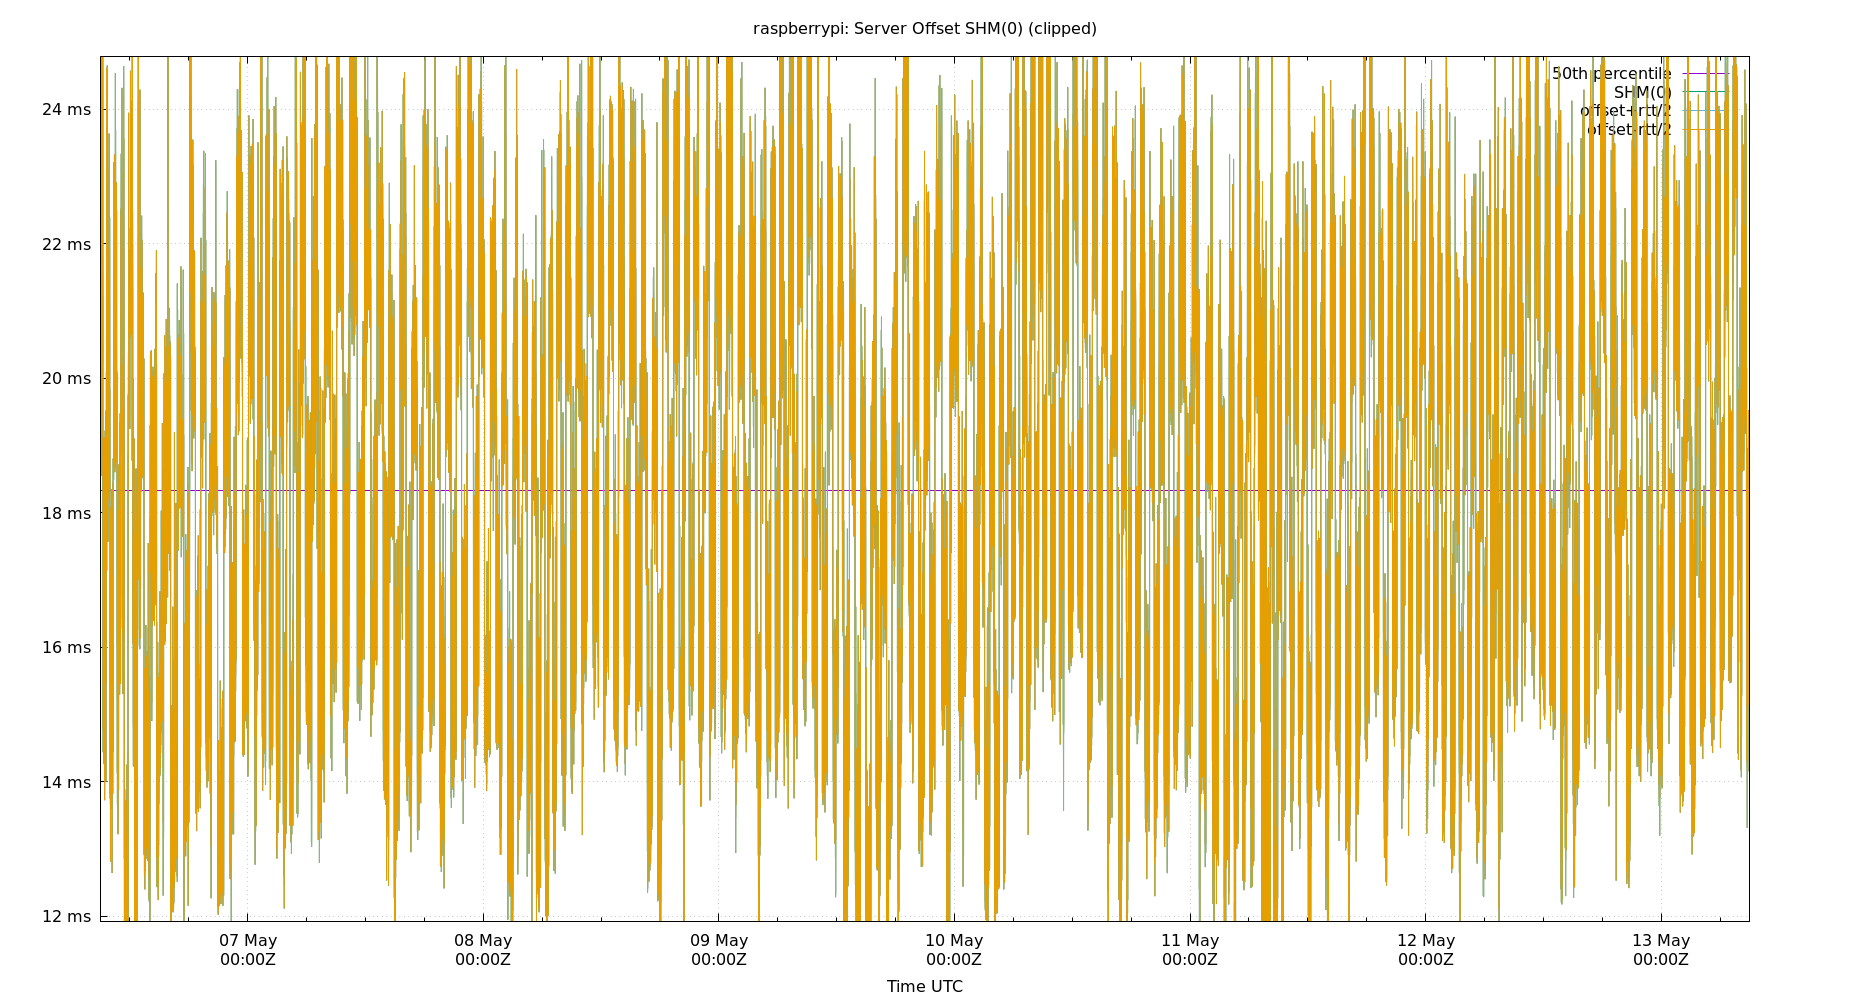 raspberrypi: Server Offset SHM(0) (clipped)
50th percentile
SHM(0)
offset+rtt/2
offset-rtt/2
24 ms
22 ms
20 ms
18 ms
16 ms
14 ms
12 ms
07 May
00:00Z
08 May
00:00Z
09 May
00:00Z
10 May
00:00Z
11 May
00:00Z
12 May
00:00Z
13 May
00:00Z
Time UTC